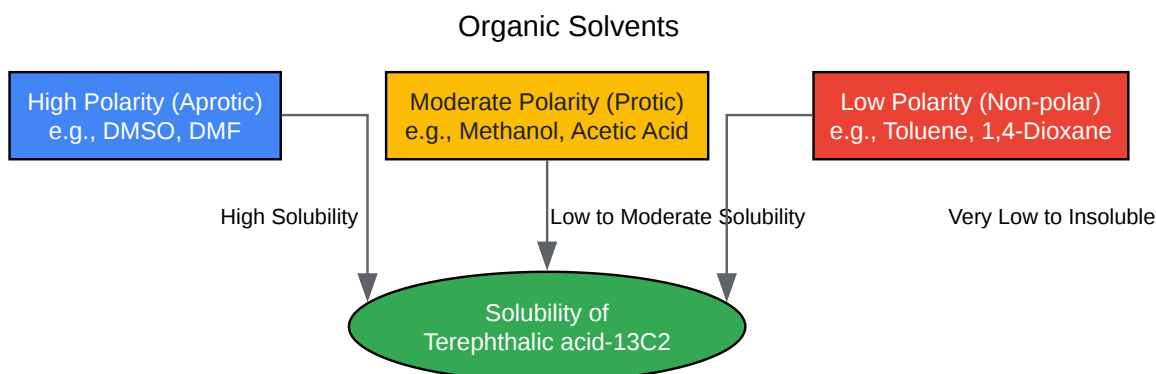 Organic Solvents
High Polarity (Aprotic)
e.g., DMSO, DMF
Moderate Polarity (Protic)
e.g., Methanol, Acetic Acid
Low Polarity (Non-polar)
e.g., Toluene, 1,4-Dioxane
High Solubility
Low to Moderate Solubility
Very Low to Insoluble
Solubility of
Terephthalic acid-13C2